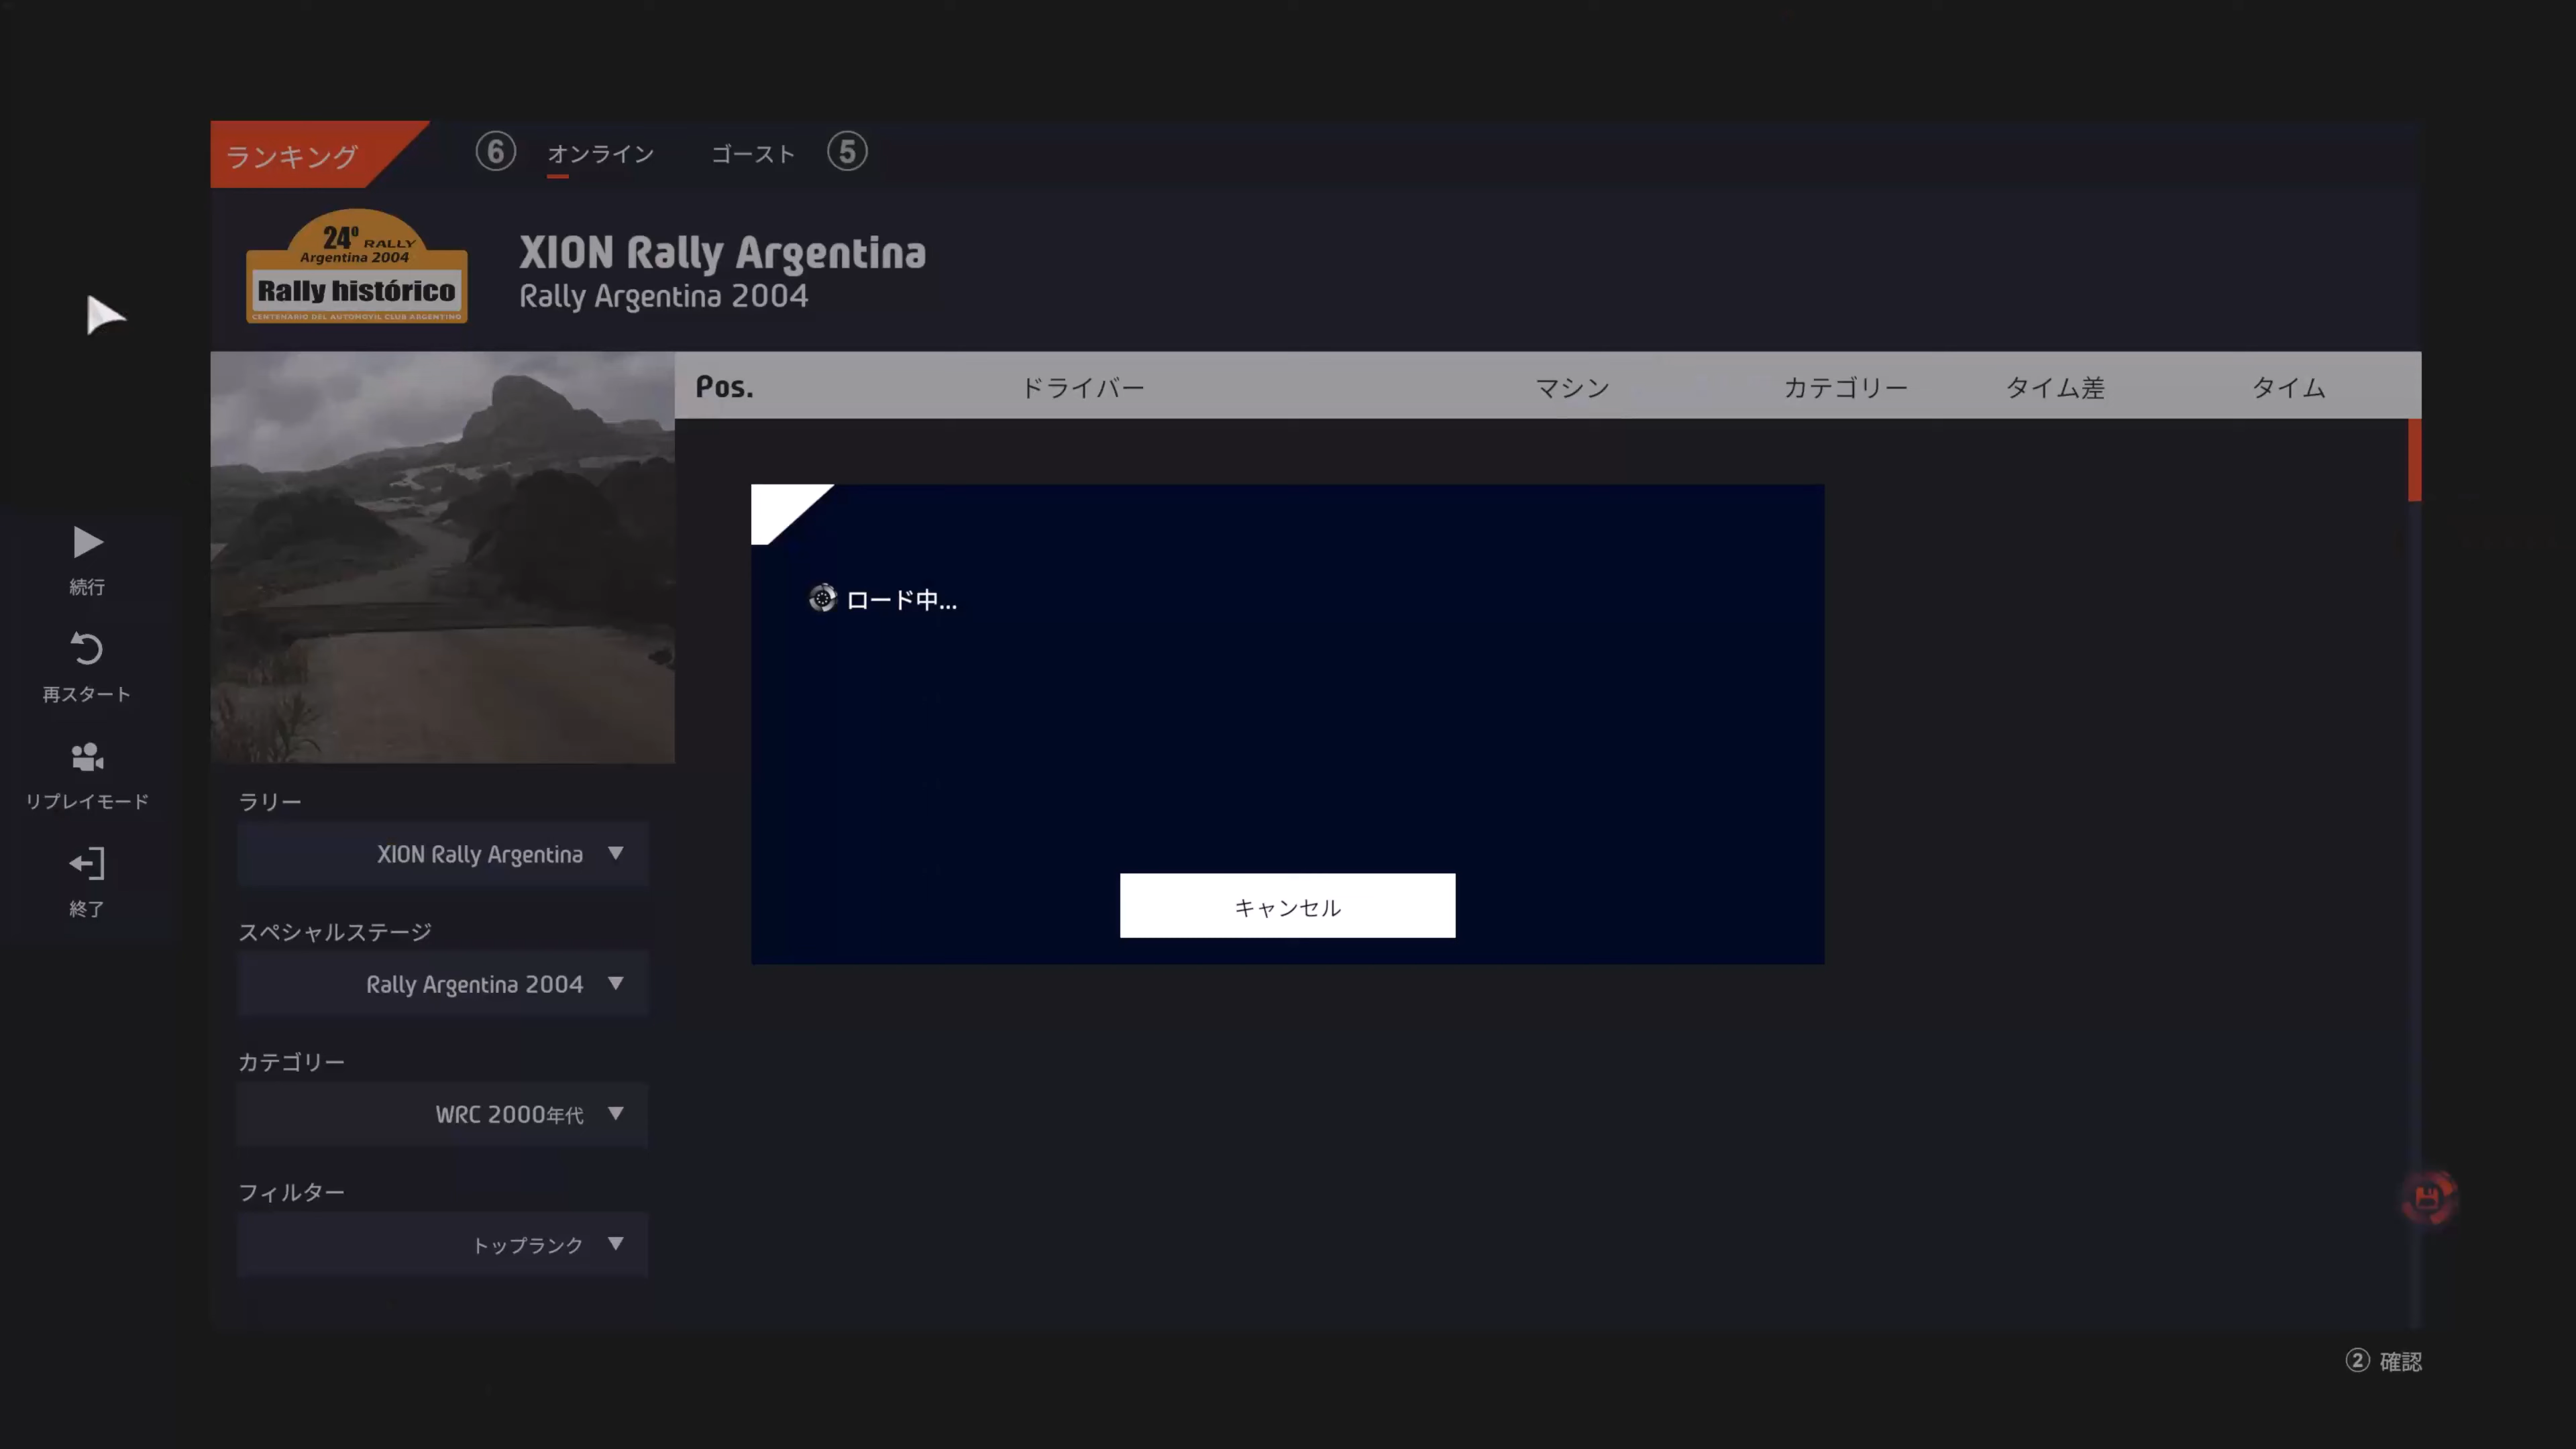 ランキング
⑥ オンライン ゴースト ⑤
24º RALLY
Argentina 2004
Rally histórico
CENTENARIO DEL AUTOMOVIL CLUB ARGENTINO
XION Rally Argentina
Rally Argentina 2004
Pos. ドライバー マシン カテゴリー タイム差 タイム
ロード中...
キャンセル
続行
再スタート
リプレイモード
終了
ラリー
XION Rally Argentina ▼
スペシャルステージ
Rally Argentina 2004 ▼
カテゴリー
WRC 2000年代 ▼
フィルター
トップランク ▼
② 確認